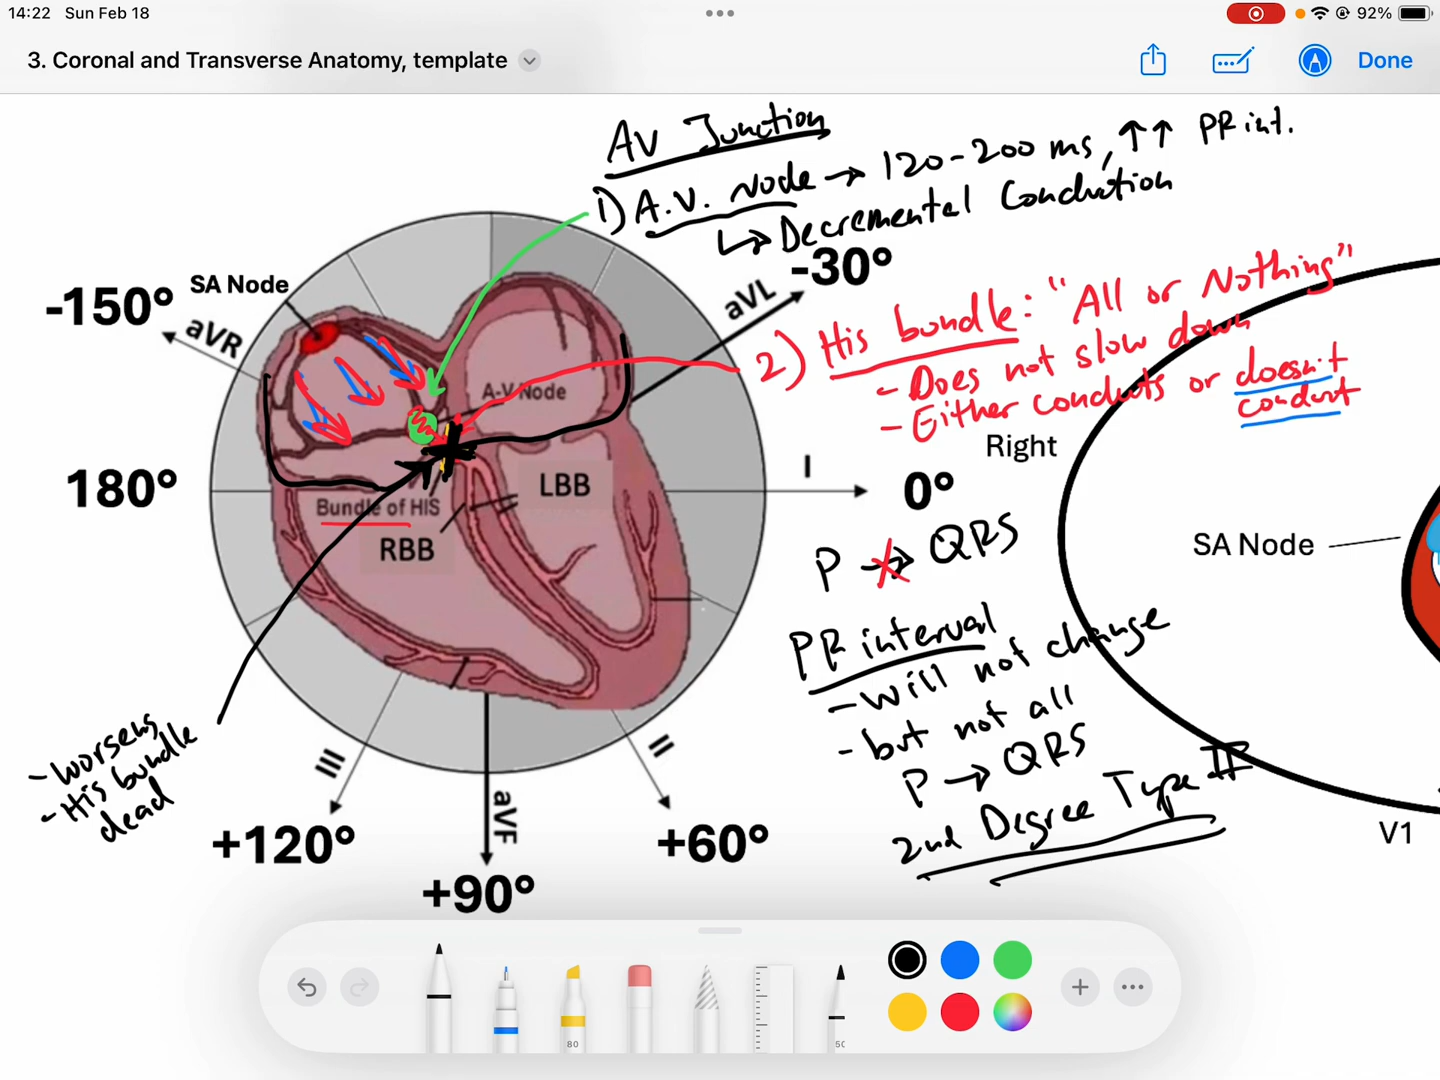 14:22 Sun Feb 18
92%
3. Coronal and Transverse Anatomy, template
Done
AV Junction
1) A.V. Node → 120-200 ms, ↑↑ PR int.
↳ Decremental Conduction
2) His bundle: "All or Nothing"
- Does not slow down
- Either conducts or doesn't
conduct
SA Node
-150°
aVR
aVL
-30°
A-V Node
180°
Bundle of HIS
RBB
LBB
I
0°
Right
SA Node
P → QRS
PR interval
- will not change
- but not all
P → QRS
2nd Degree Type II
- worsens
- His bundle
dead
III
+120°
aVF
+90°
II
+60°
V1
80
50